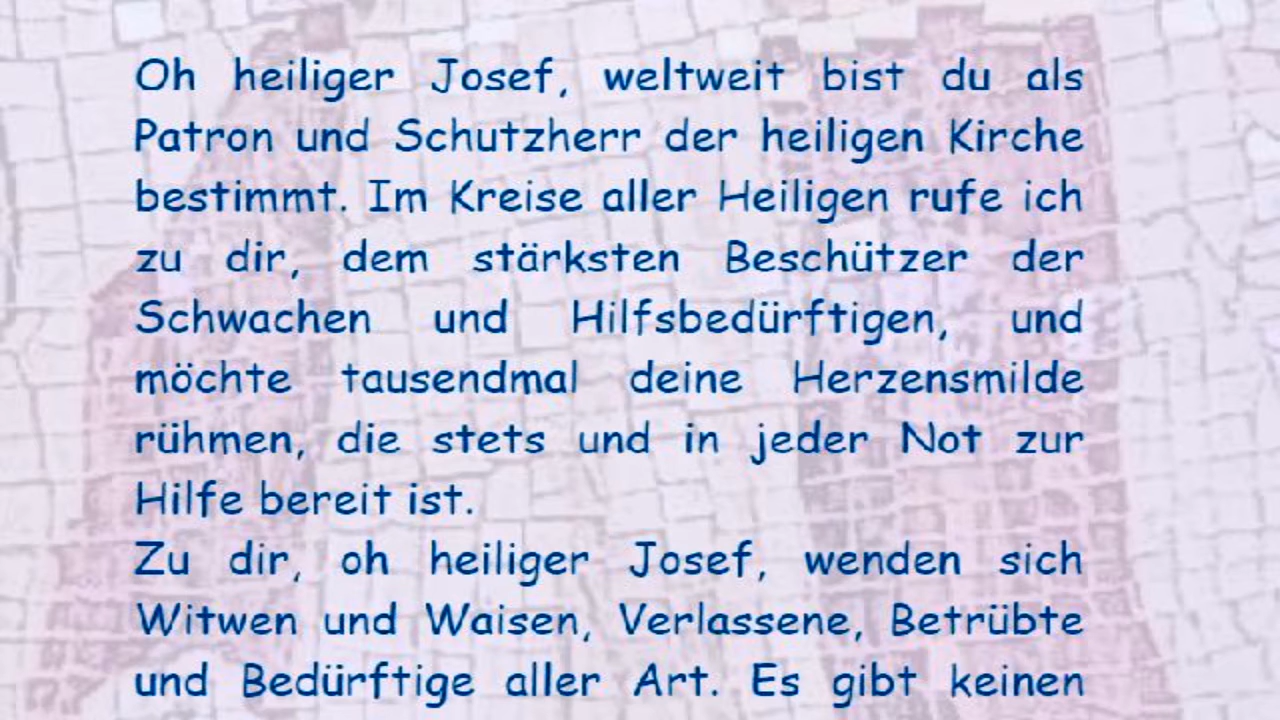 Oh heiliger Josef, weltweit bist du als
Patron und Schutzherr der heiligen Kirche
bestimmt. Im Kreise aller Heiligen rufe ich
zu dir, dem stärksten Beschützer der
Schwachen und Hilfsbedürftigen, und
möchte tausendmal deine Herzensmilde
rühmen, die stets und in jeder Not zur
Hilfe bereit ist.
Zu dir, oh heiliger Josef, wenden sich
Witwen und Waisen, Verlassene, Betrübte
und Bedürftige aller Art. Es gibt keinen